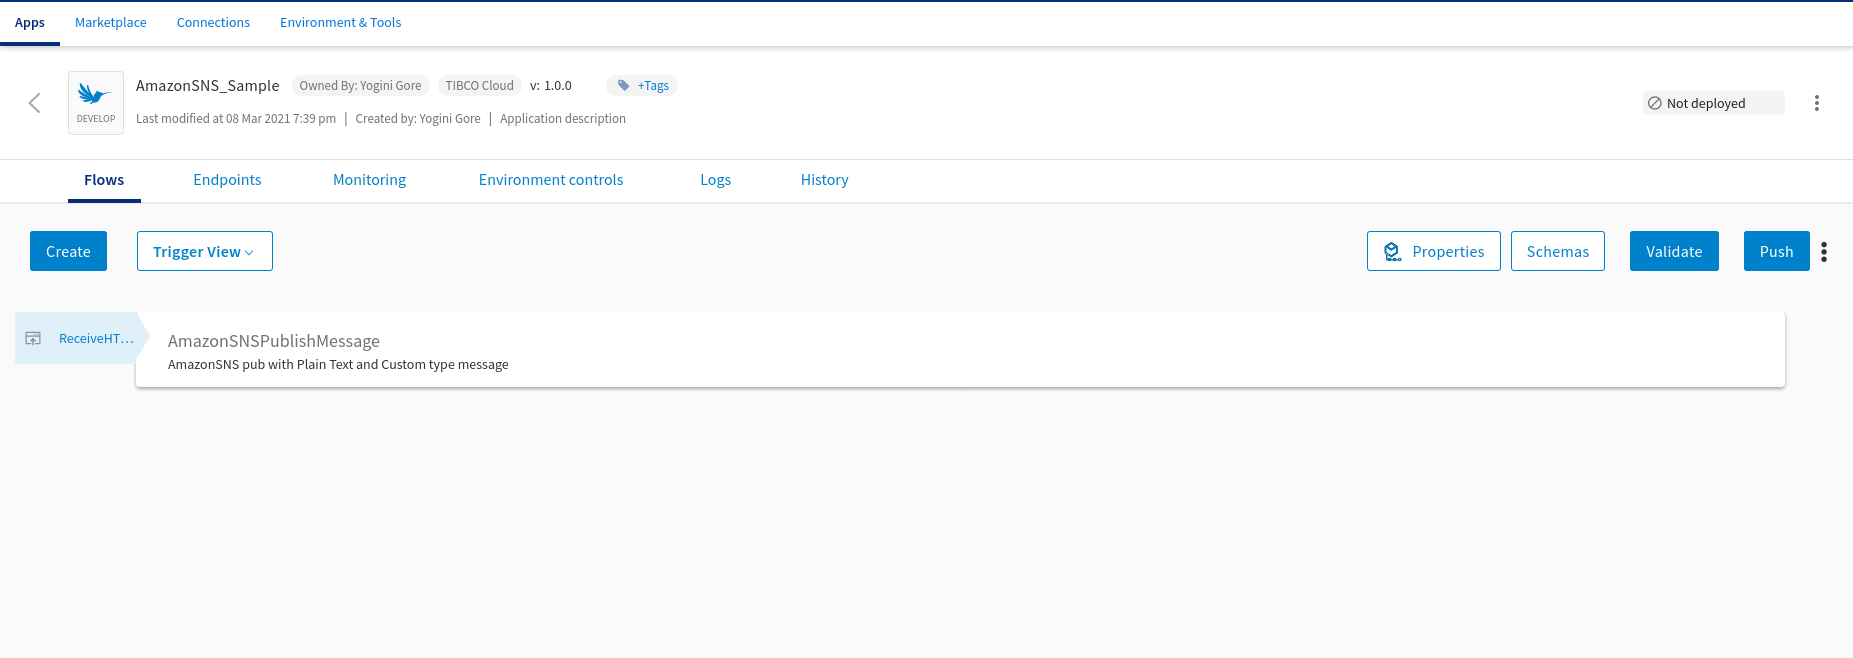 Apps Marketplace Connections Environment & Tools
AmazonSNS_Sample Owned By: Yogini Gore TIBCO Cloud v: 1.0.0 +Tags
DEVELOP
Last modified at 08 Mar 2021 7:39 pm | Created by: Yogini Gore | Application description
Not deployed
Flows Endpoints Monitoring Environment controls Logs History
Create Trigger View Properties Schemas Validate Push
ReceiveHT...
AmazonSNSPublishMessage
AmazonSNS pub with Plain Text and Custom type message